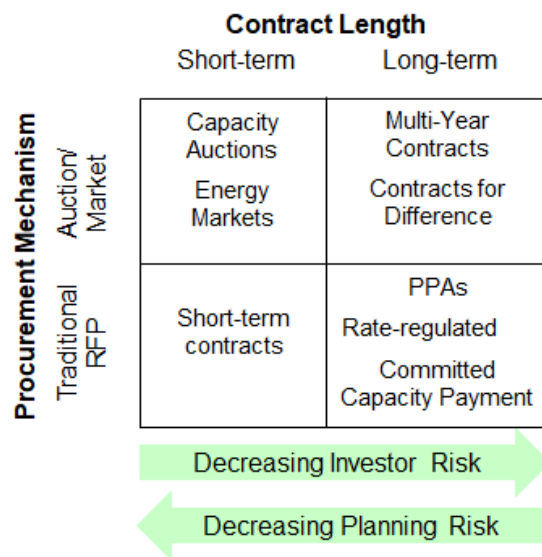 Contract Length
Short-term
Long-term
Procurement Mechanism
Auction/
Market
Capacity
Auctions
Energy
Markets
Multi-Year
Contracts
Contracts for
Difference
Traditional
RFP
Short-term
contracts
PPAs
Rate-regulated
Committed
Capacity Payment
Decreasing Investor Risk
Decreasing Planning Risk